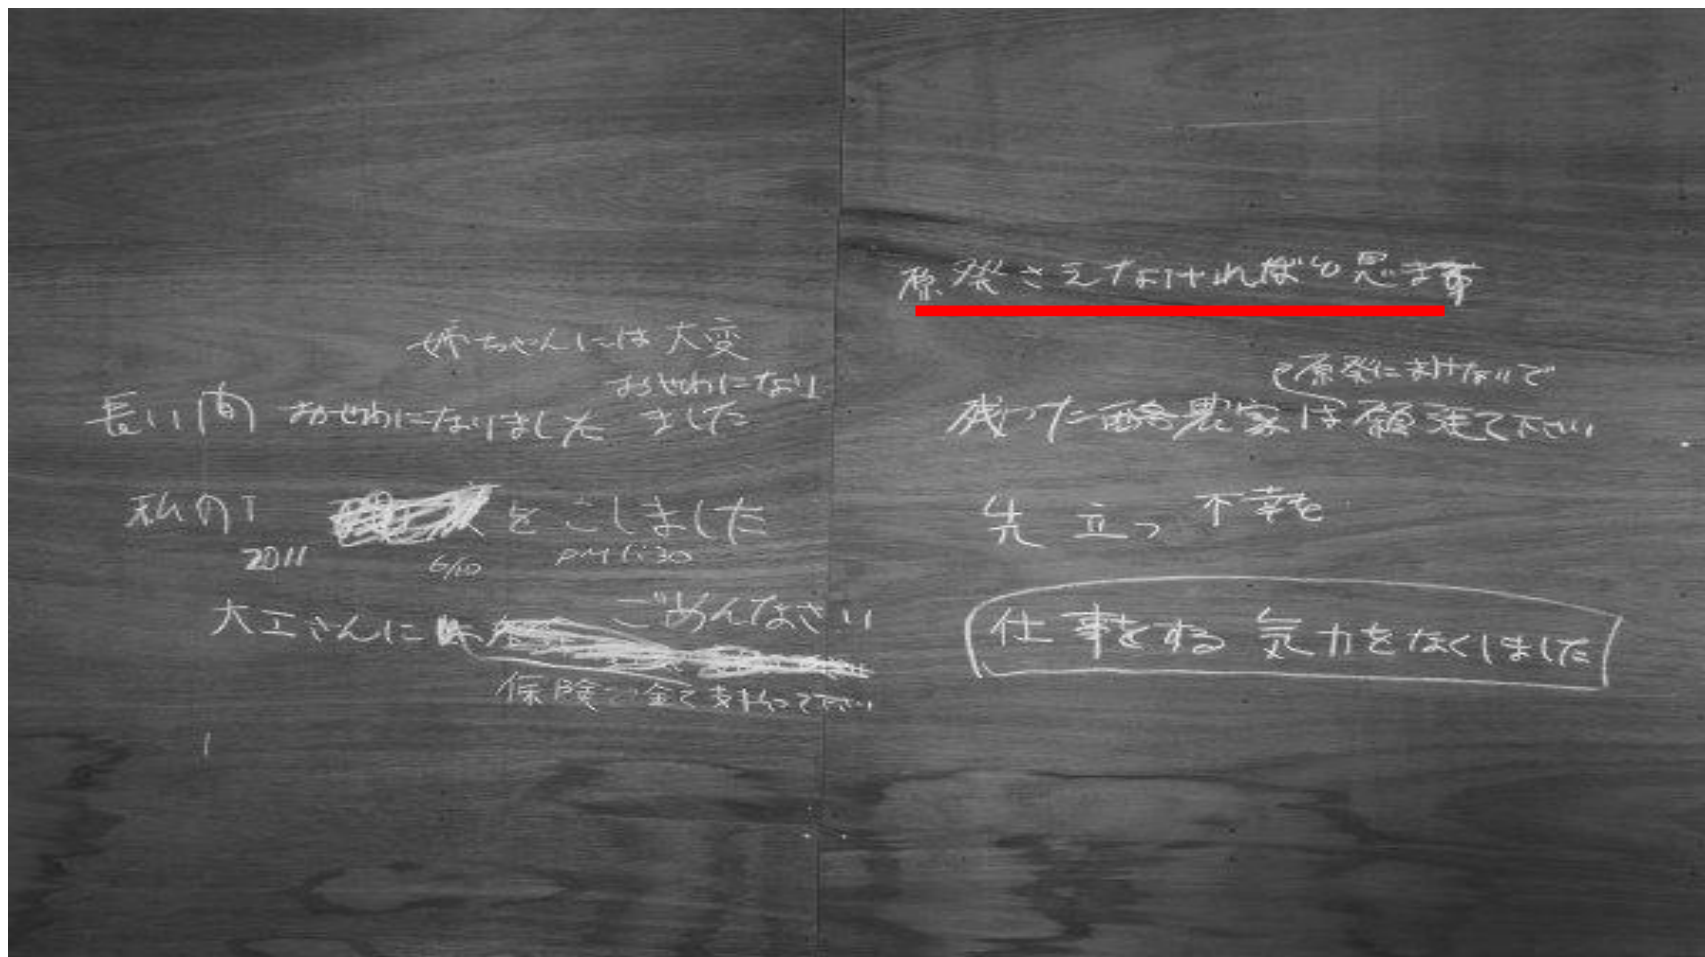 原発さえなければと思います
残った酪農家は原発にまけないで願張て下さい
先立つ不幸を
仕事をする気力をなくしました
姉ちゃんには大変
おせわになり
ました
長い間 おせわになりました
私の
をこしました
2011 6/10 PM 1:30
大工さんに
ごめんなさい
保険で全て支払って下さい